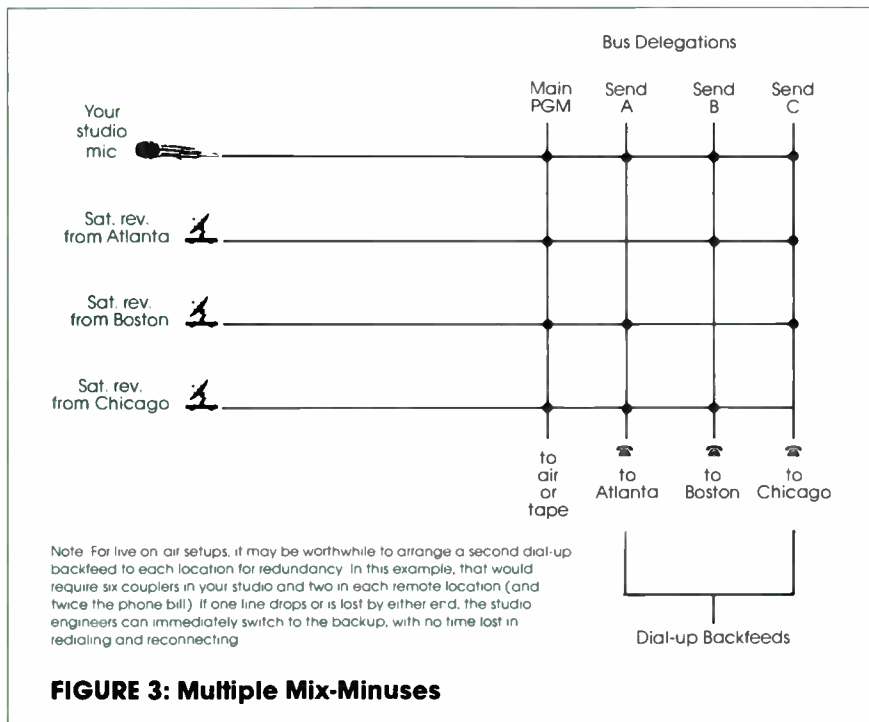 Bus Delegations
Main
PGM
Send
A
Send
B
Send
C
Your
studio
mic
Sat. rev.
from Atlanta
Sat. rev.
from Boston
Sat. rev.
from Chicago
to
air
or
tape
to
Atlanta
to
Boston
to
Chicago
Note For live on air setups, it may be worthwhile to arrange a second dial-up
backfeed to each location for redundancy In this example, that would
require six couplers in your studio and two in each remote location (and
twice the phone bill) If one line drops or is lost by either end, the studio
engineers can immediately switch to the backup, with no time lost in
redialing and reconnecting
Dial-up Backfeeds
FIGURE 3: Multiple Mix-Minuses